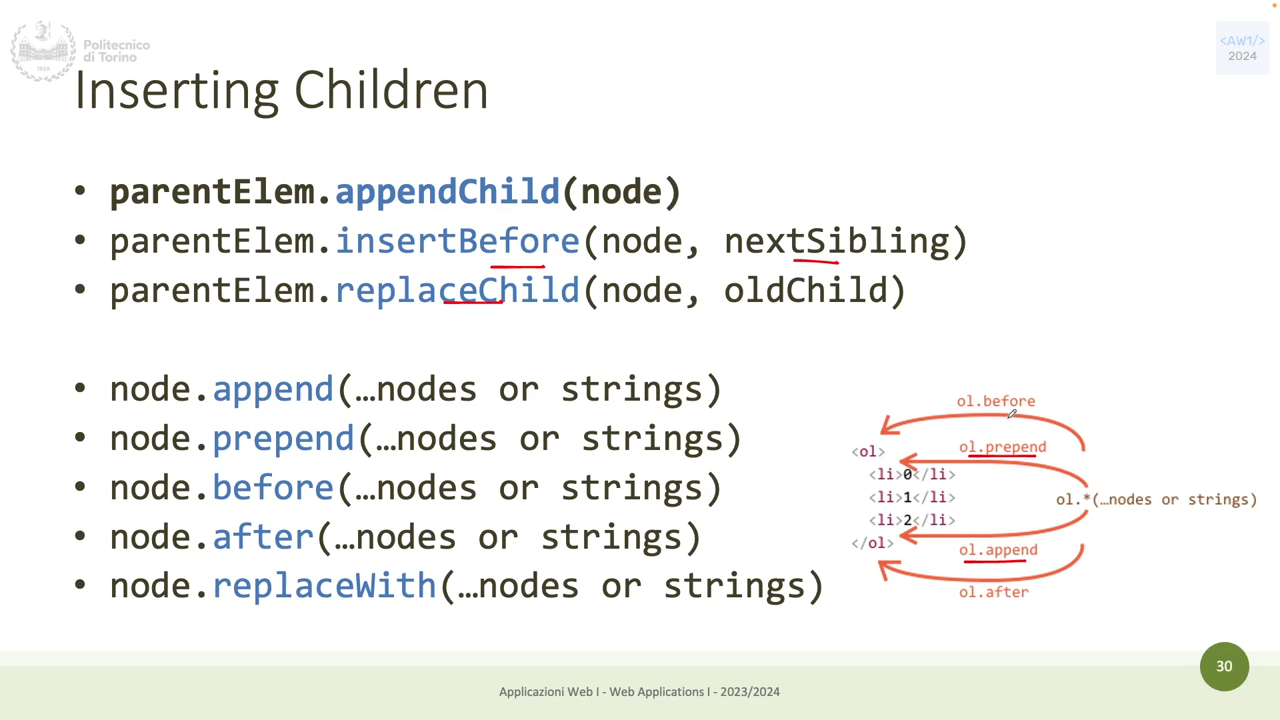 Politecnico
di Torino
1859
<AW1/>
2024
Inserting Children
• parentElem.appendChild(node)
• parentElem.insertBefore(node, nextSibling)
• parentElem.replaceChild(node, oldChild)
• node.append(…nodes or strings)
• node.prepend(…nodes or strings)
• node.before(…nodes or strings)
• node.after(…nodes or strings)
• node.replaceWith(…nodes or strings)
ol.before
<ol>
ol.prepend
<li>0</li>
<li>1</li>
ol.*(…nodes or strings)
<li>2</li>
</ol>
ol.append
ol.after
30
Applicazioni Web I - Web Applications I - 2023/2024